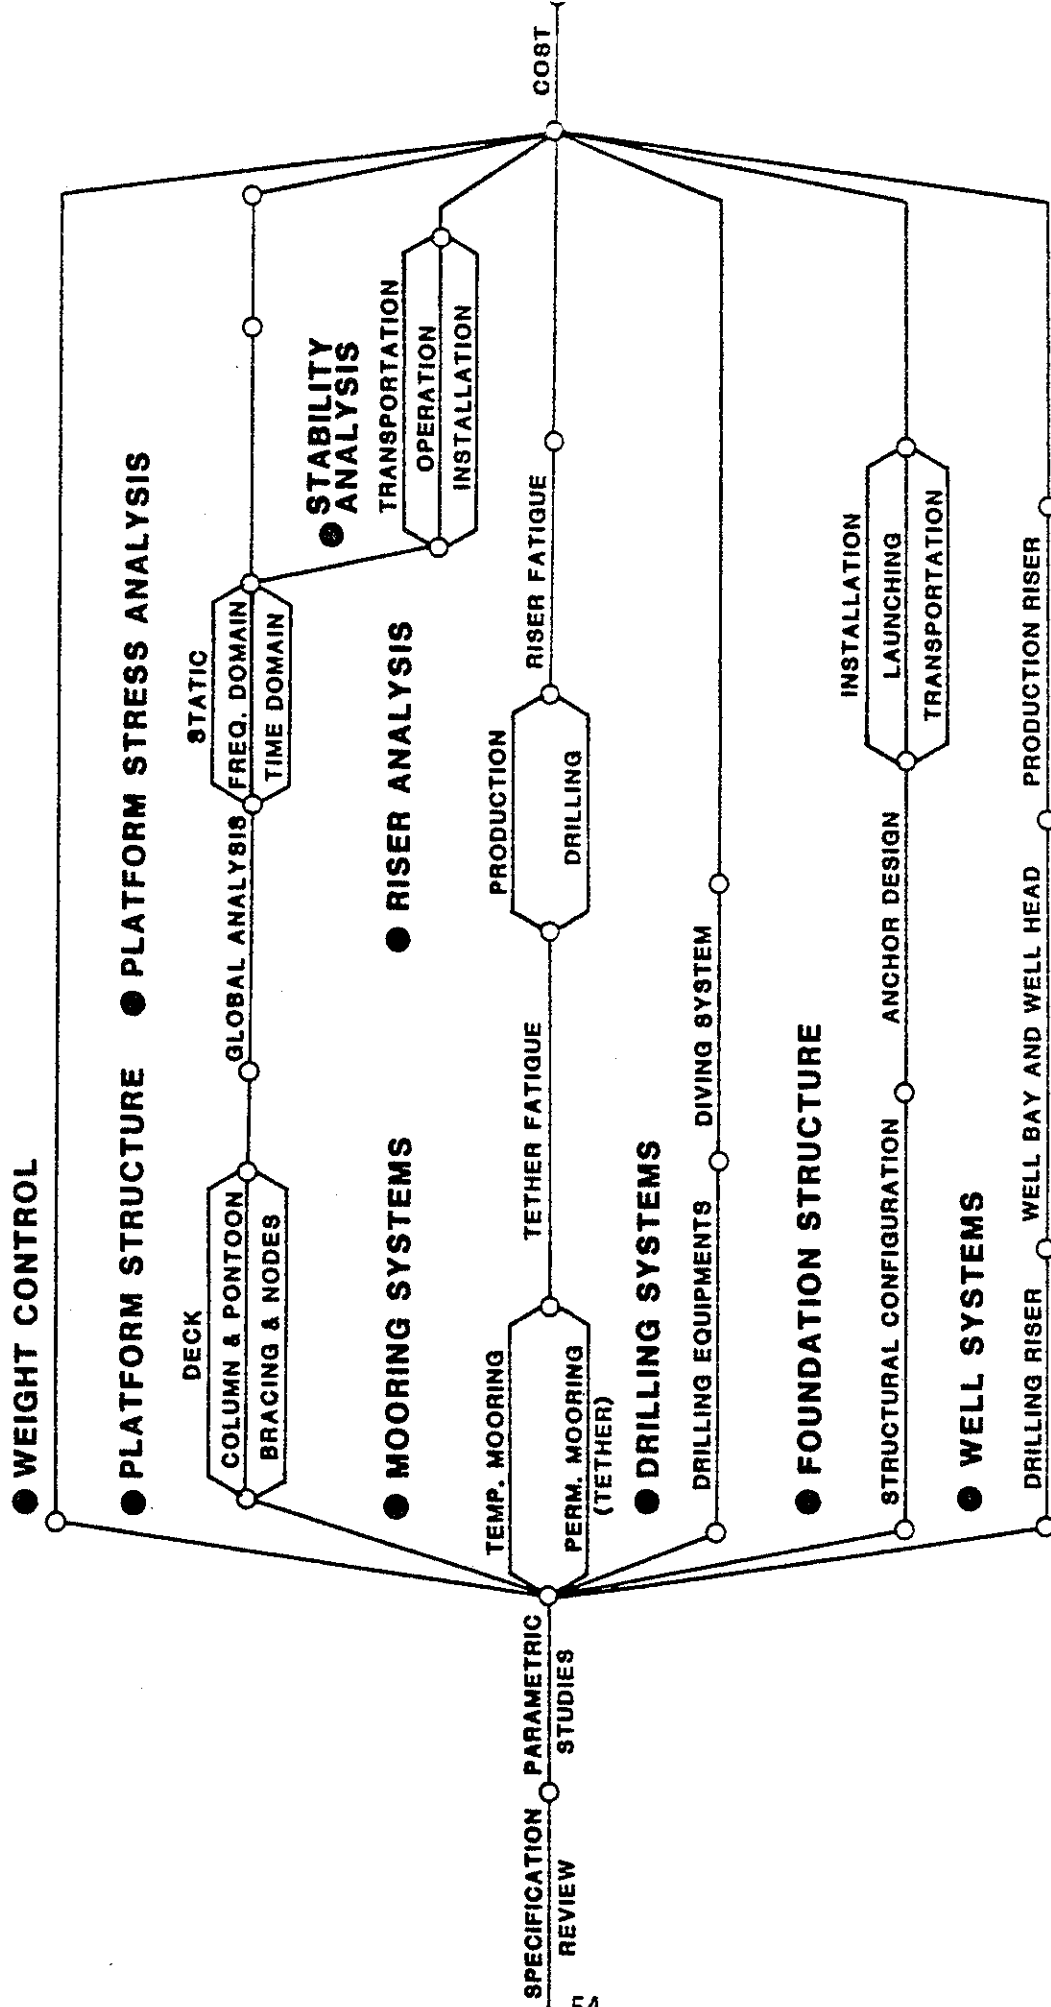 ● WEIGHT CONTROL
● PLATFORM STRUCTURE
● PLATFORM STRESS ANALYSIS
DECK
COLUMN & PONTOON
BRACING & NODES
GLOBAL ANALYSIS
STATIC
FREQ. DOMAIN
TIME DOMAIN
● STABILITY
ANALYSIS
TRANSPORTATION
OPERATION
INSTALLATION
● MOORING SYSTEMS
● RISER ANALYSIS
SPECIFICATION
REVIEW
PARAMETRIC
STUDIES
TEMP. MOORING
PERM. MOORING
(TETHER)
TETHER FATIGUE
PRODUCTION
DRILLING
RISER FATIGUE
COST
● DRILLING SYSTEMS
DRILLING EQUIPMENTS
DIVING SYSTEM
● FOUNDATION STRUCTURE
STRUCTURAL CONFIGURATION
ANCHOR DESIGN
INSTALLATION
LAUNCHING
TRANSPORTATION
● WELL SYSTEMS
DRILLING RISER
WELL BAY AND WELL HEAD
PRODUCTION RISER